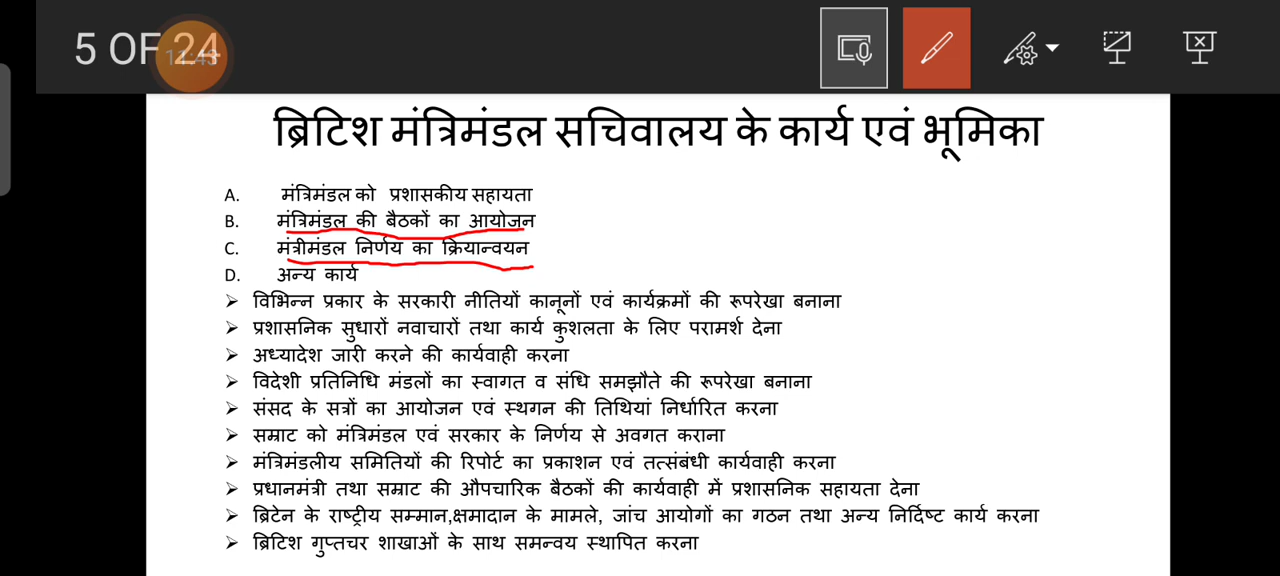 5 OF 24
11:43
ब्रिटिश मंत्रिमंडल सचिवालय के कार्य एवं भूमिका
A. मंत्रिमंडल को प्रशासकीय सहायता
B. मंत्रिमंडल की बैठकों का आयोजन
C. मंत्रीमंडल निर्णय का क्रियान्वयन
D. अन्य कार्य
➢ विभिन्न प्रकार के सरकारी नीतियों कानूनों एवं कार्यक्रमों की रूपरेखा बनाना
➢ प्रशासनिक सुधारों नवाचारों तथा कार्य कुशलता के लिए परामर्श देना
➢ अध्यादेश जारी करने की कार्यवाही करना
➢ विदेशी प्रतिनिधि मंडलों का स्वागत व संधि समझौते की रूपरेखा बनाना
➢ संसद के सत्रों का आयोजन एवं स्थगन की तिथियां निर्धारित करना
➢ सम्राट को मंत्रिमंडल एवं सरकार के निर्णय से अवगत कराना
➢ मंत्रिमंडलीय समितियों की रिपोर्ट का प्रकाशन एवं तत्संबंधी कार्यवाही करना
➢ प्रधानमंत्री तथा सम्राट की औपचारिक बैठकों की कार्यवाही में प्रशासनिक सहायता देना
➢ ब्रिटेन के राष्ट्रीय सम्मान,क्षमादान के मामले, जांच आयोगों का गठन तथा अन्य निर्दिष्ट कार्य करना
➢ ब्रिटिश गुप्तचर शाखाओं के साथ समन्वय स्थापित करना